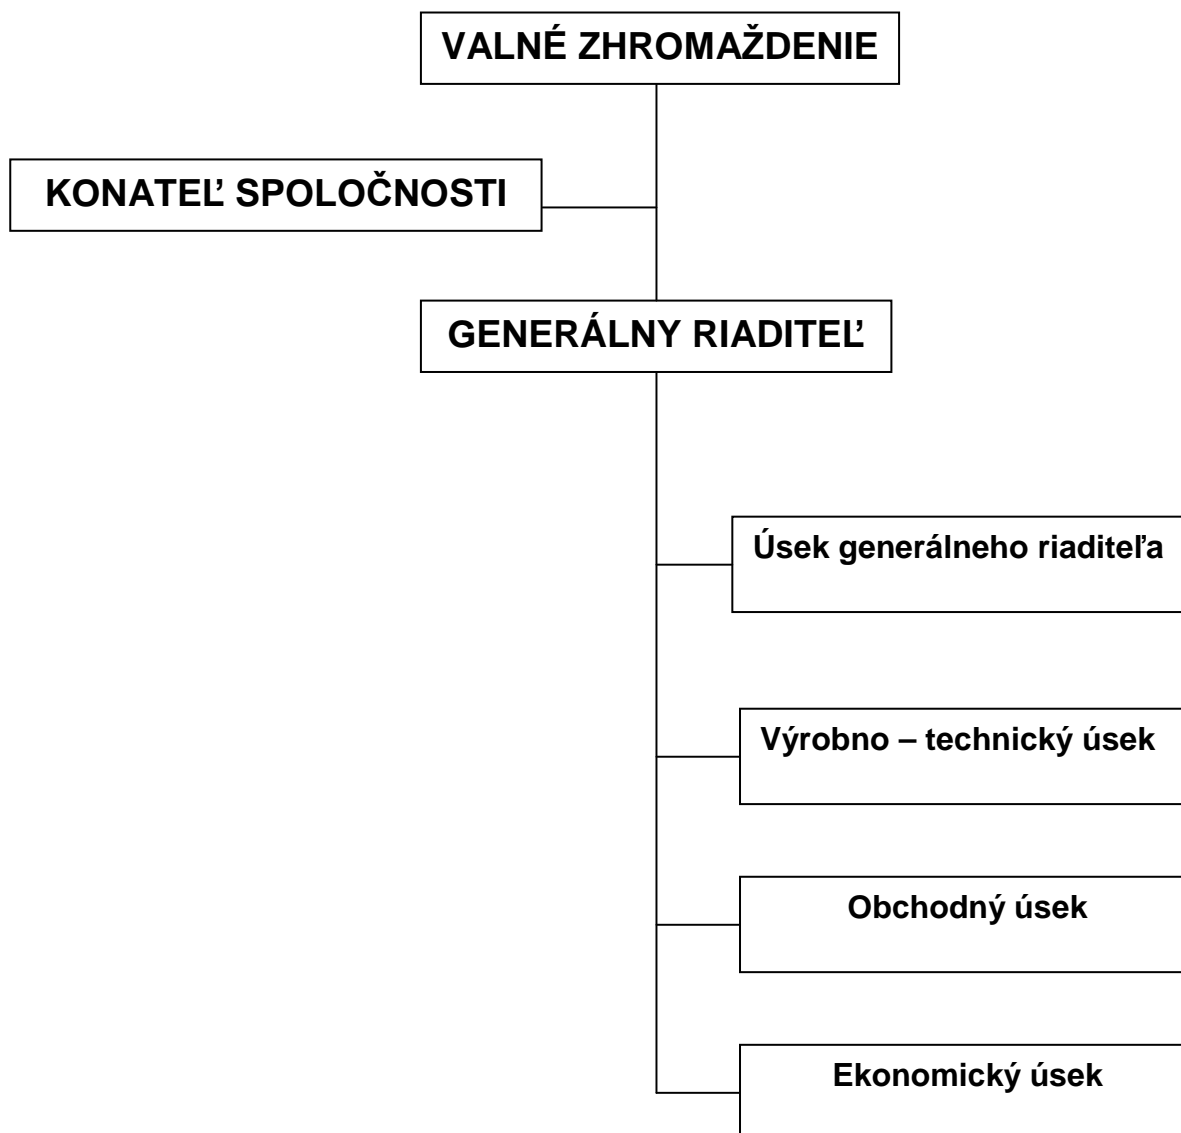 VALNÉ ZHROMAŽDENIE
KONATEĽ SPOLOČNOSTI
GENERÁLNY RIADITEĽ
Úsek generálneho riaditeľa
Výrobno – technický úsek
Obchodný úsek
Ekonomický úsek